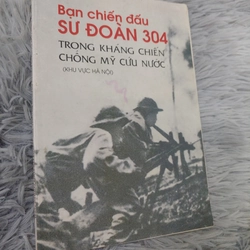 Bạn chiến đấu
SƯ ĐOÀN 304
TRONG KHÁNG CHIẾN
CHỐNG MỸ CỨU NƯỚC
(KHU VỰC HÀ NỘI)